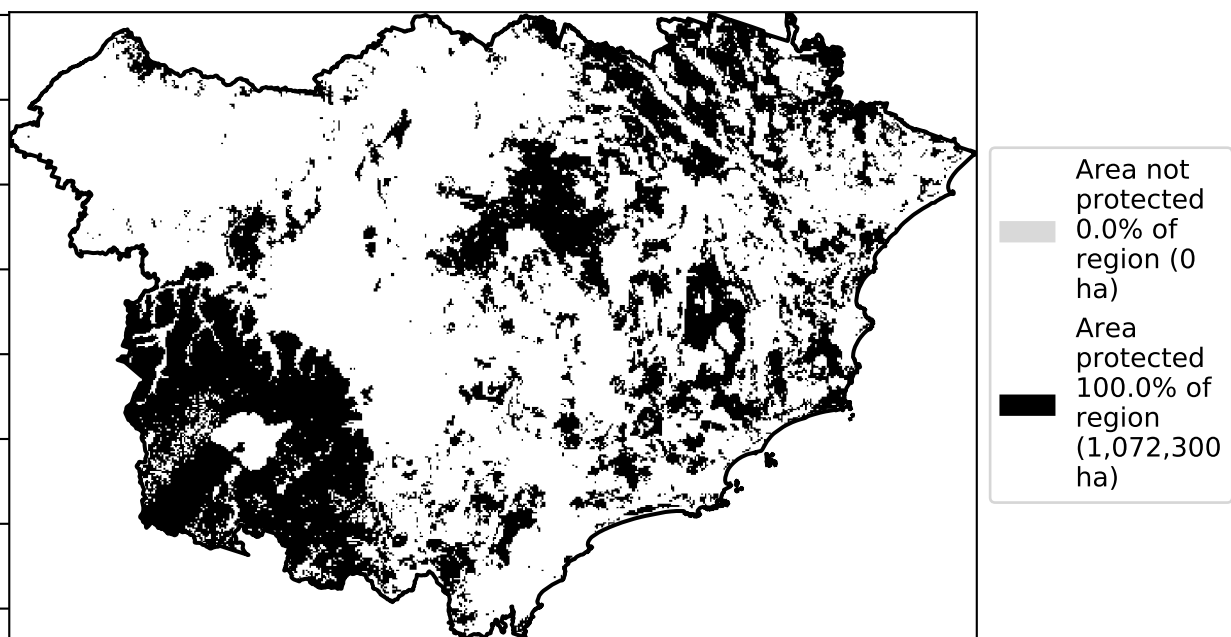 Area not
protected
0.0% of
region (0
ha)
Area
protected
100.0% of
region
(1,072,300
ha)